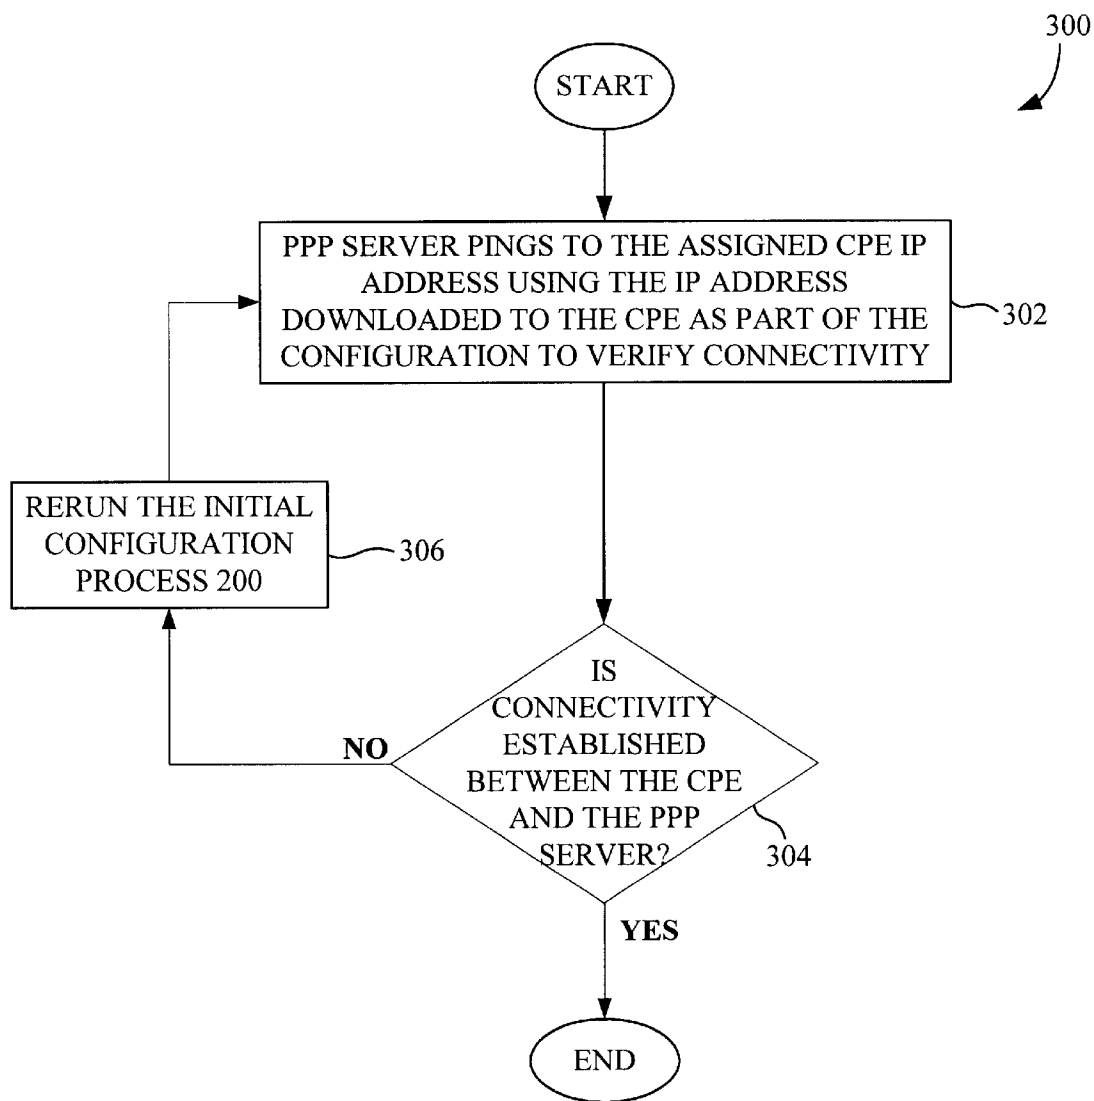 300
START
PPP SERVER PINGS TO THE ASSIGNED CPE IP
ADDRESS USING THE IP ADDRESS
DOWNLOADED TO THE CPE AS PART OF THE
CONFIGURATION TO VERIFY CONNECTIVITY
302
RERUN THE INITIAL
CONFIGURATION
PROCESS 200
306
IS
CONNECTIVITY
ESTABLISHED
BETWEEN THE CPE
AND THE PPP
SERVER?
NO
304
YES
END